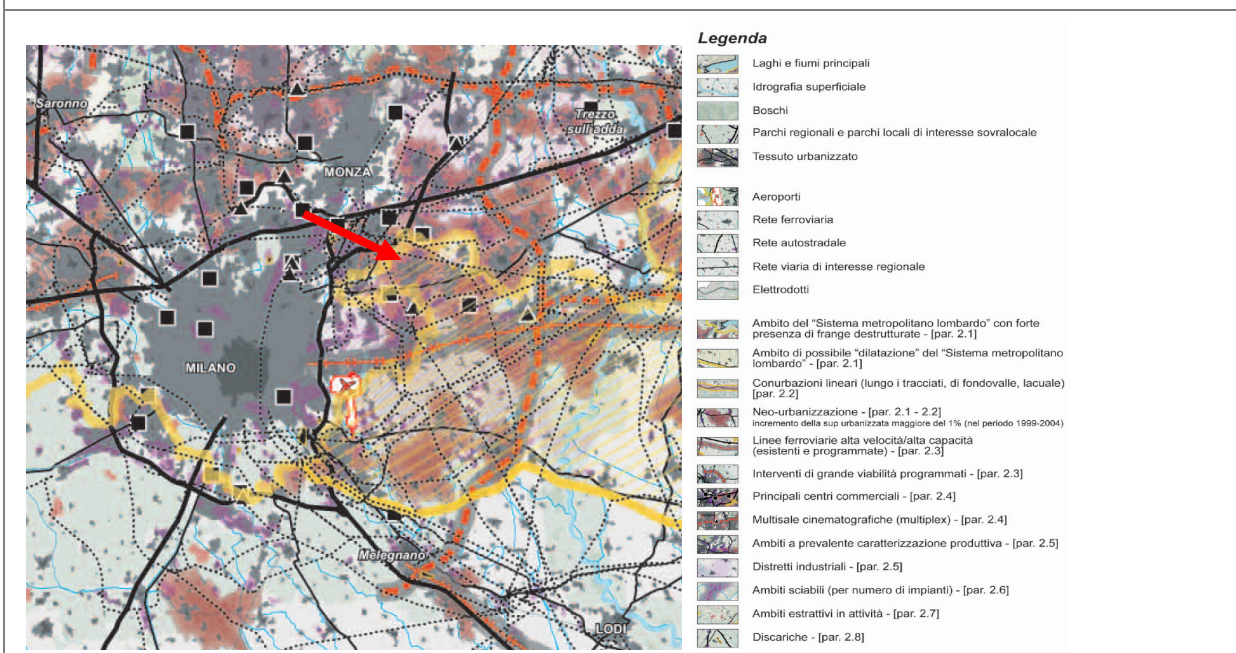 Legenda
Laghi e fiumi principali
Idrografia superficiale
Boschi
Parchi regionali e parchi locali di interesse sovralocale
Tessuto urbanizzato
Aeroporti
Rete ferroviaria
Rete autostradale
Rete viaria di interesse regionale
Elettrodotti
Ambito del "Sistema metropolitano lombardo" con forte
presenza di frange destrutturate - [par. 2.1]
Ambito di possibile "dilatazione" del "Sistema metropolitano
lombardo" - [par. 2.1]
Conurbazioni lineari (lungo i tracciati, di fondovalle, lacuale)
[par. 2.2]
Neo-urbanizzazione - [par. 2.1 - 2.2]
incremento della sup urbanizzata maggiore del 1% (nel periodo 1999-2004)
Linee ferroviarie alta velocità/alta capacità
(esistenti e programmate) - [par. 2.3]
Interventi di grande viabilità programmati - [par. 2.3]
Principali centri commerciali - [par. 2.4]
Multisale cinematografiche (multiplex) - [par. 2.4]
Ambiti a prevalente caratterizzazione produttiva - [par. 2.5]
Distretti industriali - [par. 2.5]
Ambiti sciabili (per numero di impianti) - [par. 2.6]
Ambiti estrattivi in attività - [par. 2.7]
Discariche - [par. 2.8]
Saronno
Trezzo
sull'adda
MONZA
MILANO
Melegnano
LODI